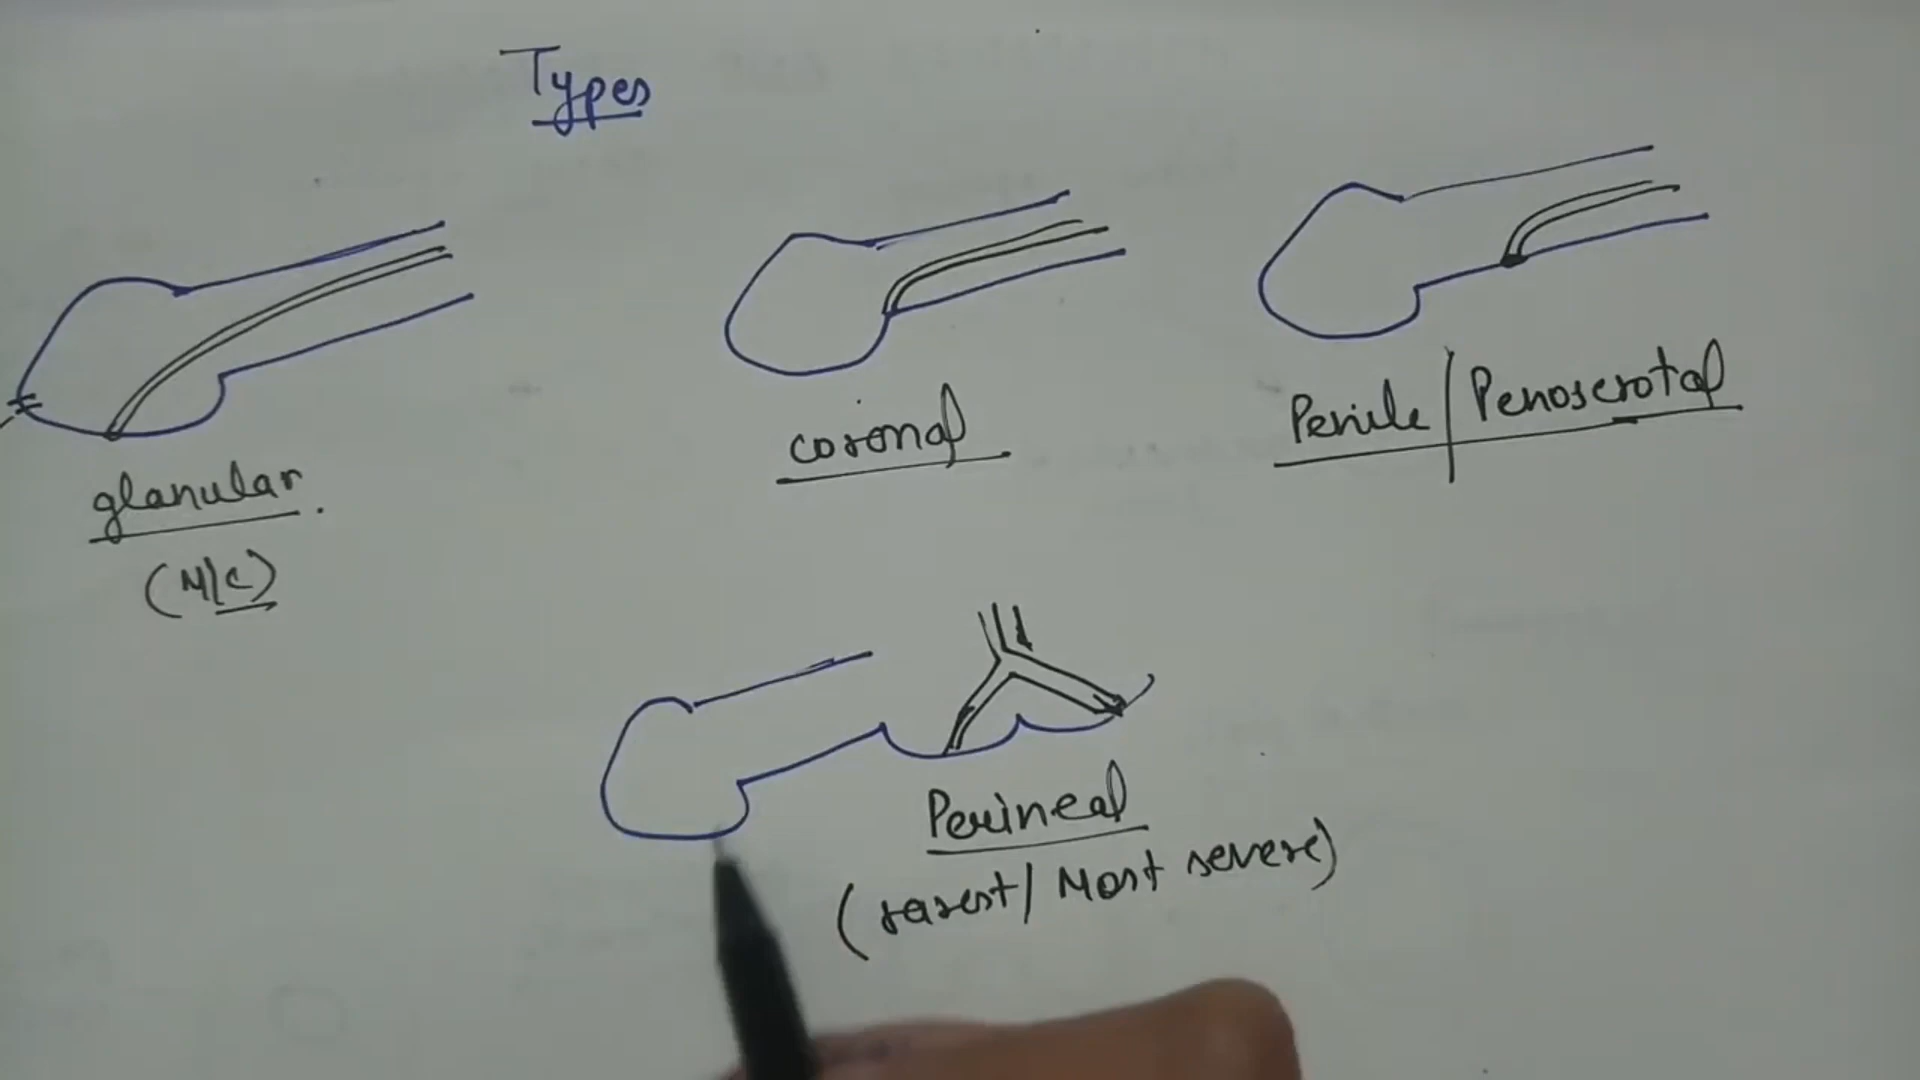 Types
glanular.
(M/C)
coronal
Penile/Penoscrotal
Perineal
(rarest/Most severe)